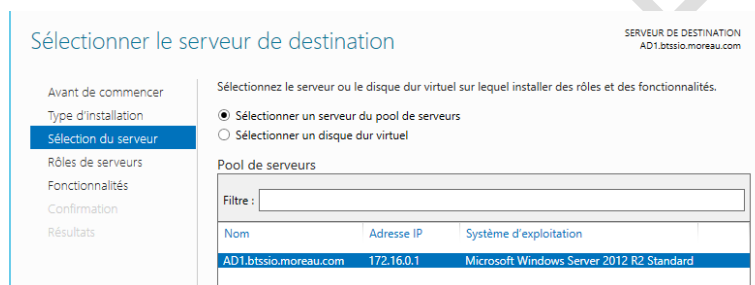 Sélectionner le serveur de destination
SERVEUR DE DESTINATION
AD1.btssio.moreau.com
Avant de commencer
Type d'installation
Sélection du serveur
Rôles de serveurs
Fonctionnalités
Confirmation
Résultats
Sélectionnez le serveur ou le disque dur virtuel sur lequel installer des rôles et des fonctionnalités.
Sélectionner un serveur du pool de serveurs
Sélectionner un disque dur virtuel
Pool de serveurs
Filtre :
Nom Adresse IP Système d'exploitation
AD1.btssio.moreau.com 172.16.0.1 Microsoft Windows Server 2012 R2 Standard